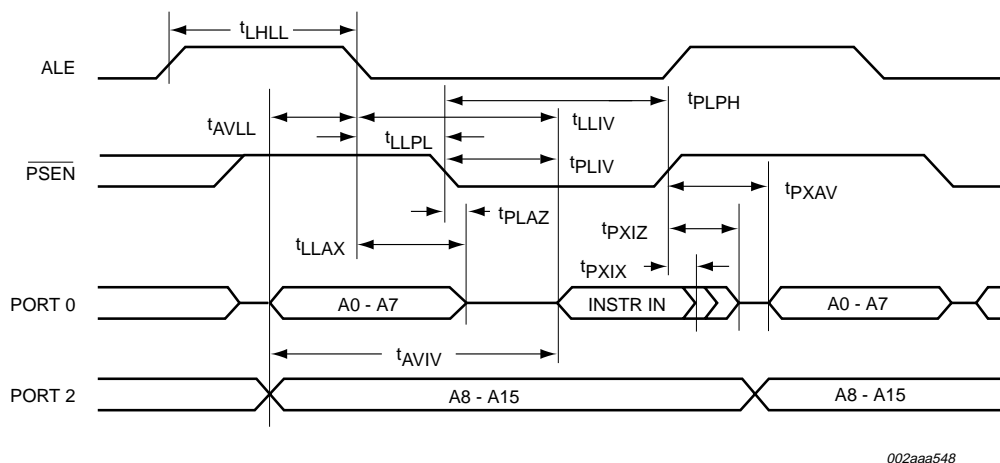 tLHLL
ALE
tPLPH
tAVLL
tLLIV
tLLPL
PSEN
tPLIV
tPXAV
tPLAZ
tLLAX
tPXIZ
tPXIX
PORT 0
A0 - A7
INSTR IN
A0 - A7
tAVIV
PORT 2
A8 - A15
A8 - A15
002aaa548